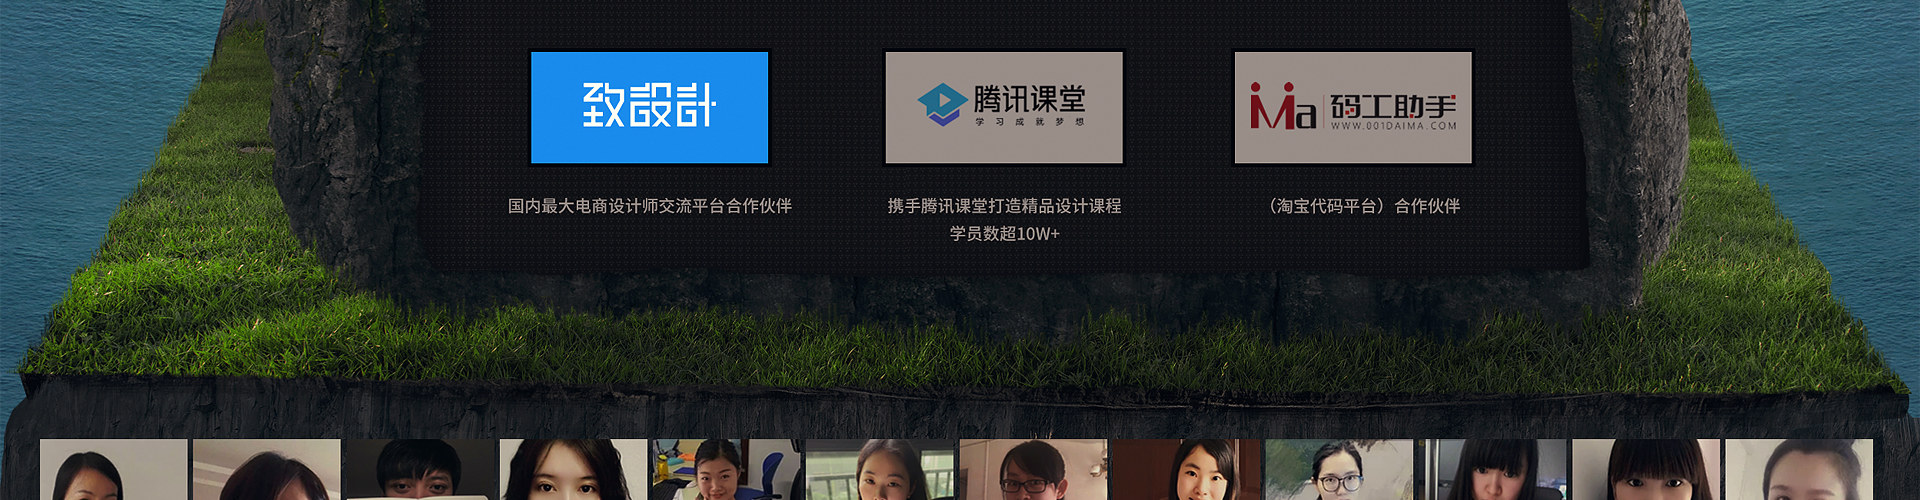 致設計
腾讯课堂
学习成就梦想
Ma 码工助手
WWW.001DAIMA.COM
国内最大电商设计师交流平台合作伙伴
携手腾讯课堂打造精品设计课程
学员数超10W+
（淘宝代码平台）合作伙伴